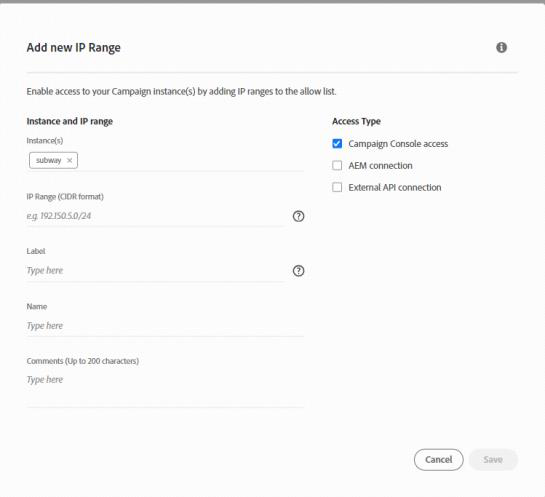 Add new IP Range
Enable access to your Campaign instance(s) by adding IP ranges to the allow list.
Instance and IP range
Instance(s)
subway ×
IP Range (CIDR format)
e.g. 192.150.5.0/24
Label
Type here
Name
Type here
Comments (Up to 200 characters)
Type here
Access Type
Campaign Console access
AEM connection
External API connection
Cancel
Save